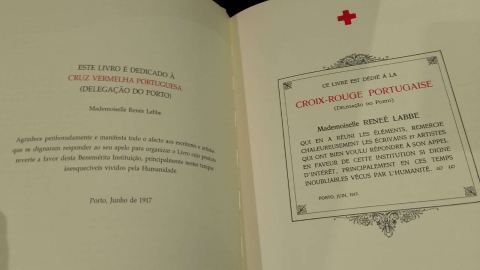 ESTE LIVRO É DEDICADO À
CRUZ VERMELHA PORTUGUESA
(DELEGAÇÃO DO PORTO)
Mademoiselle Renée Labbe
Agradece penhoradamente e manifesta todo o afecto aos escritores e artistas
que se dignaram responder ao seu apelo para organizar o Livro cujo produto
reverte a favor desta Benemérita Instituição, principalmente nestes tempos
inesquecíveis vividos pela Humanidade.
Porto, Junho de 1917
CE LIVRE EST DÉDIÉ À LA
CROIX-ROUGE PORTUGAISE
(DELEGAÇÃO DO PORTO)
Mademoiselle RENEÉ LABBE
QUI EN A RÉUNI LES ÉLÉMENTS, REMERCIE
CHALEUREUSEMENT LES ÉCRIVAINS ET ARTISTES
QUI ONT BIEN VOULU RÉPONDRE À SON APPEL
EN FAVEUR DE CETTE INSTITUTION SI DIGNE
D'INTÉRÊT, PRINCIPALEMENT EN CES TEMPS
INOUBLIABLES VÉCUS PAR L'HUMANITÉ.
PORTO, JUIN, 1917.